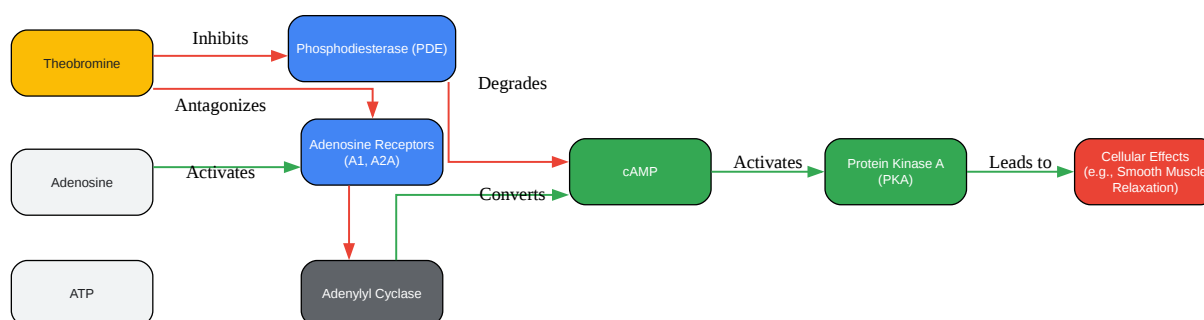 Inhibits
Phosphodiesterase (PDE)
Theobromine
Degrades
Antagonizes
Adenosine Receptors
(A1, A2A)
Adenosine
Activates
Converts
cAMP
Activates
Protein Kinase A
(PKA)
Leads to
Cellular Effects
(e.g., Smooth Muscle
Relaxation)
ATP
Adenylyl Cyclase